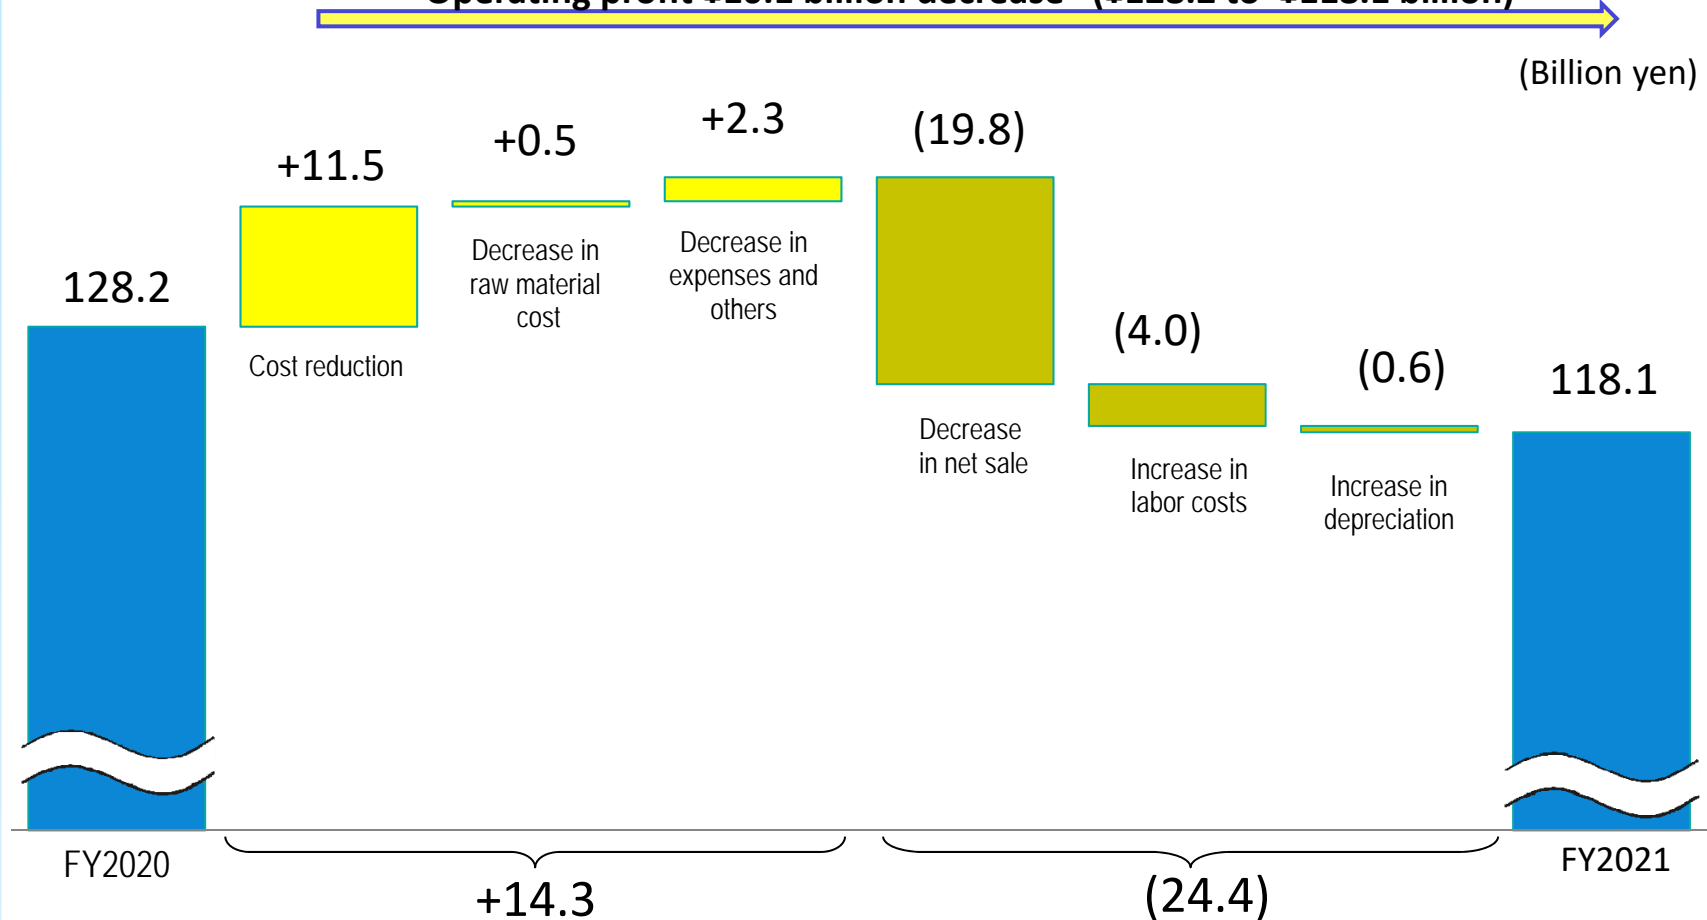 (Billion yen)
+2.3
(19.8)
+0.5
+11.5
Decrease in
expenses and
others
Decrease in
raw material
cost
128.2
(4.0)
(0.6)
118.1
Cost reduction
Decrease
in net sale
Increase in
labor costs
Increase in
depreciation
FY2020
FY2021
+14.3
(24.4)